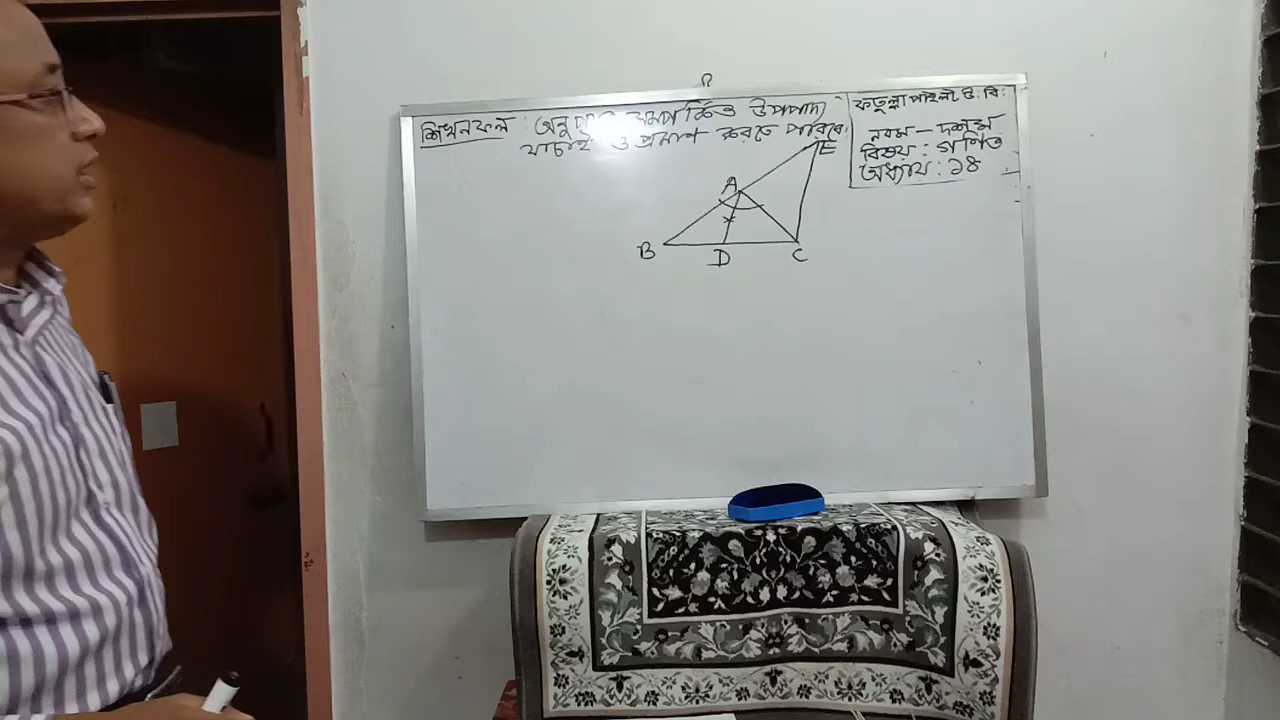 শিখনফল : অনুপাত সম্পর্কিত উপপাদ্য
যাচাই ও প্রমাণ করতে পারবে।
ফতুল্লা পাইলট উ: বি:
নবম - দশম
বিষয় : গণিত
অধ্যায় : ১৪
E
A
B D C